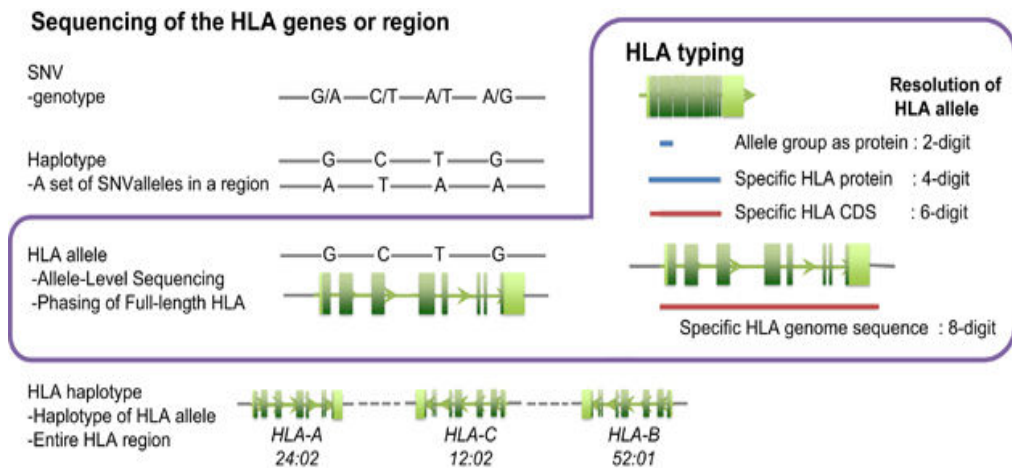 Sequencing of the HLA genes or region
SNV
-genotype
G/A C/T A/T A/G
Haplotype
-A set of SNValleles in a region
G C T G
A T A A
HLA allele
-Allele-Level Sequencing
-Phasing of Full-length HLA
G C T G
HLA typing
Resolution of
HLA allele
Allele group as protein : 2-digit
Specific HLA protein : 4-digit
Specific HLA CDS : 6-digit
Specific HLA genome sequence : 8-digit
HLA haplotype
-Haplotype of HLA allele
-Entire HLA region
HLA-A HLA-C HLA-B
24:02 12:02 52:01